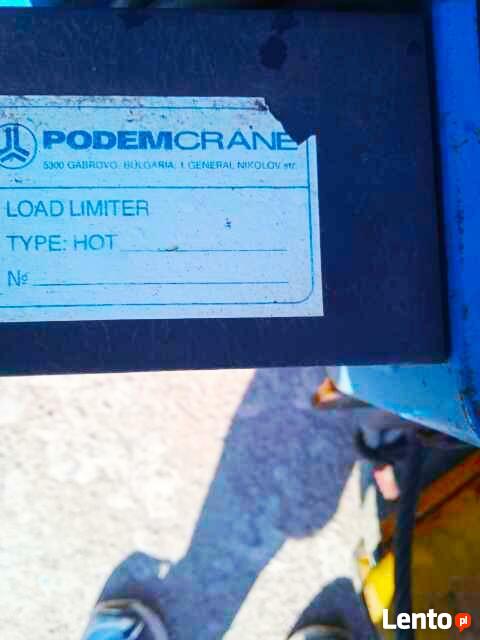 PODEMCRANE
5300 GABROVO, BULGARIA, 1, GENERAL NIKOLOV str.
LOAD LIMITER
TYPE: HOT
№
Lento.pl